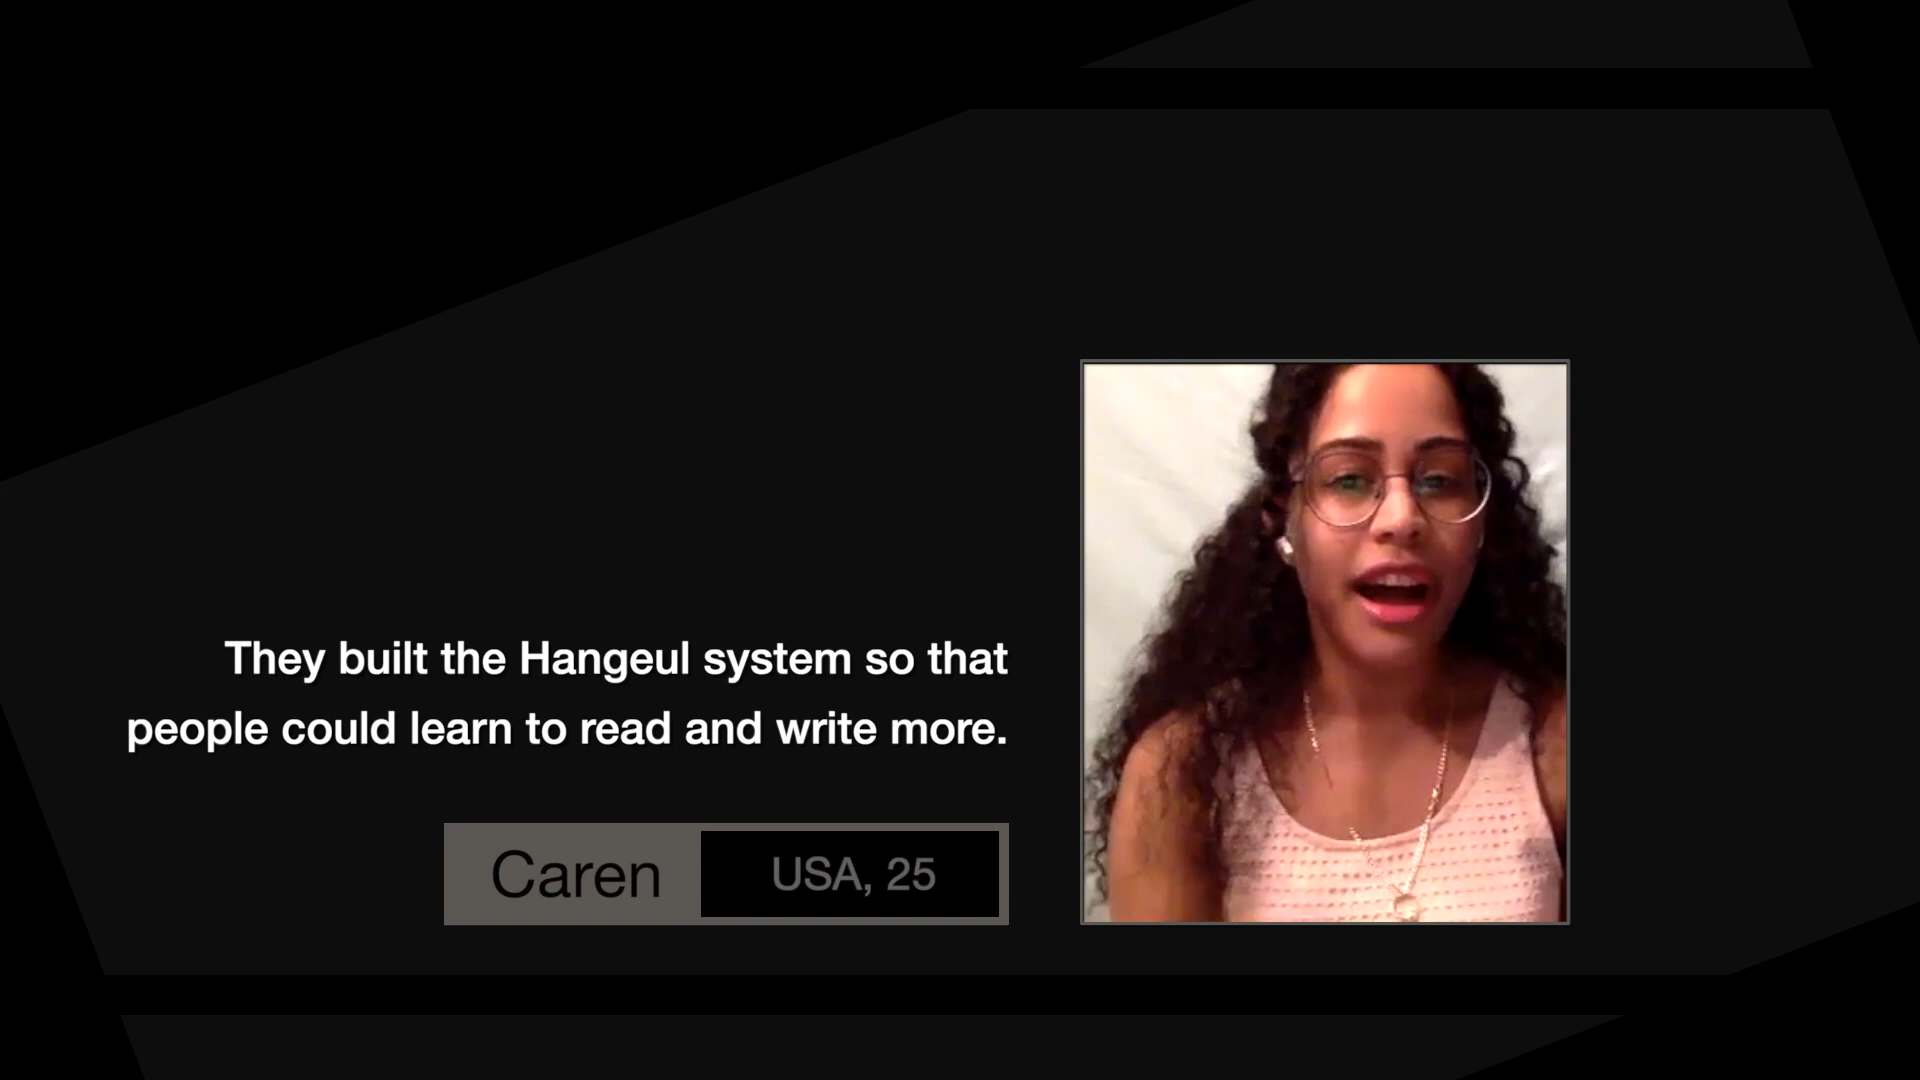 They built the Hangeul system so that
people could learn to read and write more.
Caren
USA, 25